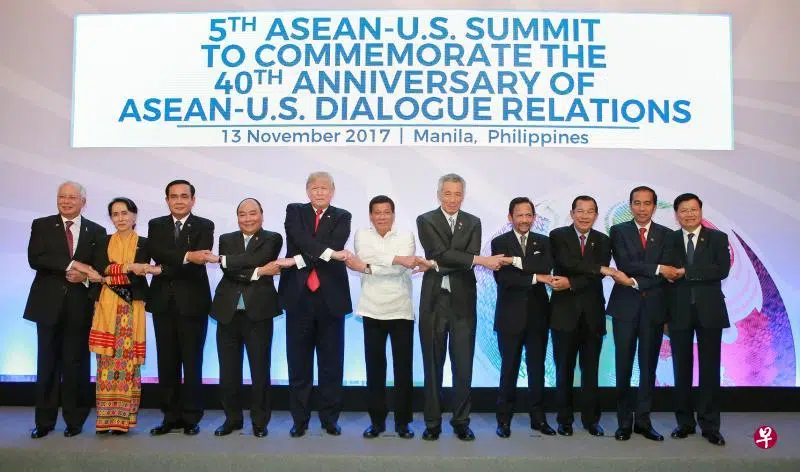 5TH ASEAN-U.S. SUMMIT
TO COMMEMORATE THE
40TH ANNIVERSARY OF
ASEAN-U.S. DIALOGUE RELATIONS
13 November 2017 | Manila, Philippines
早